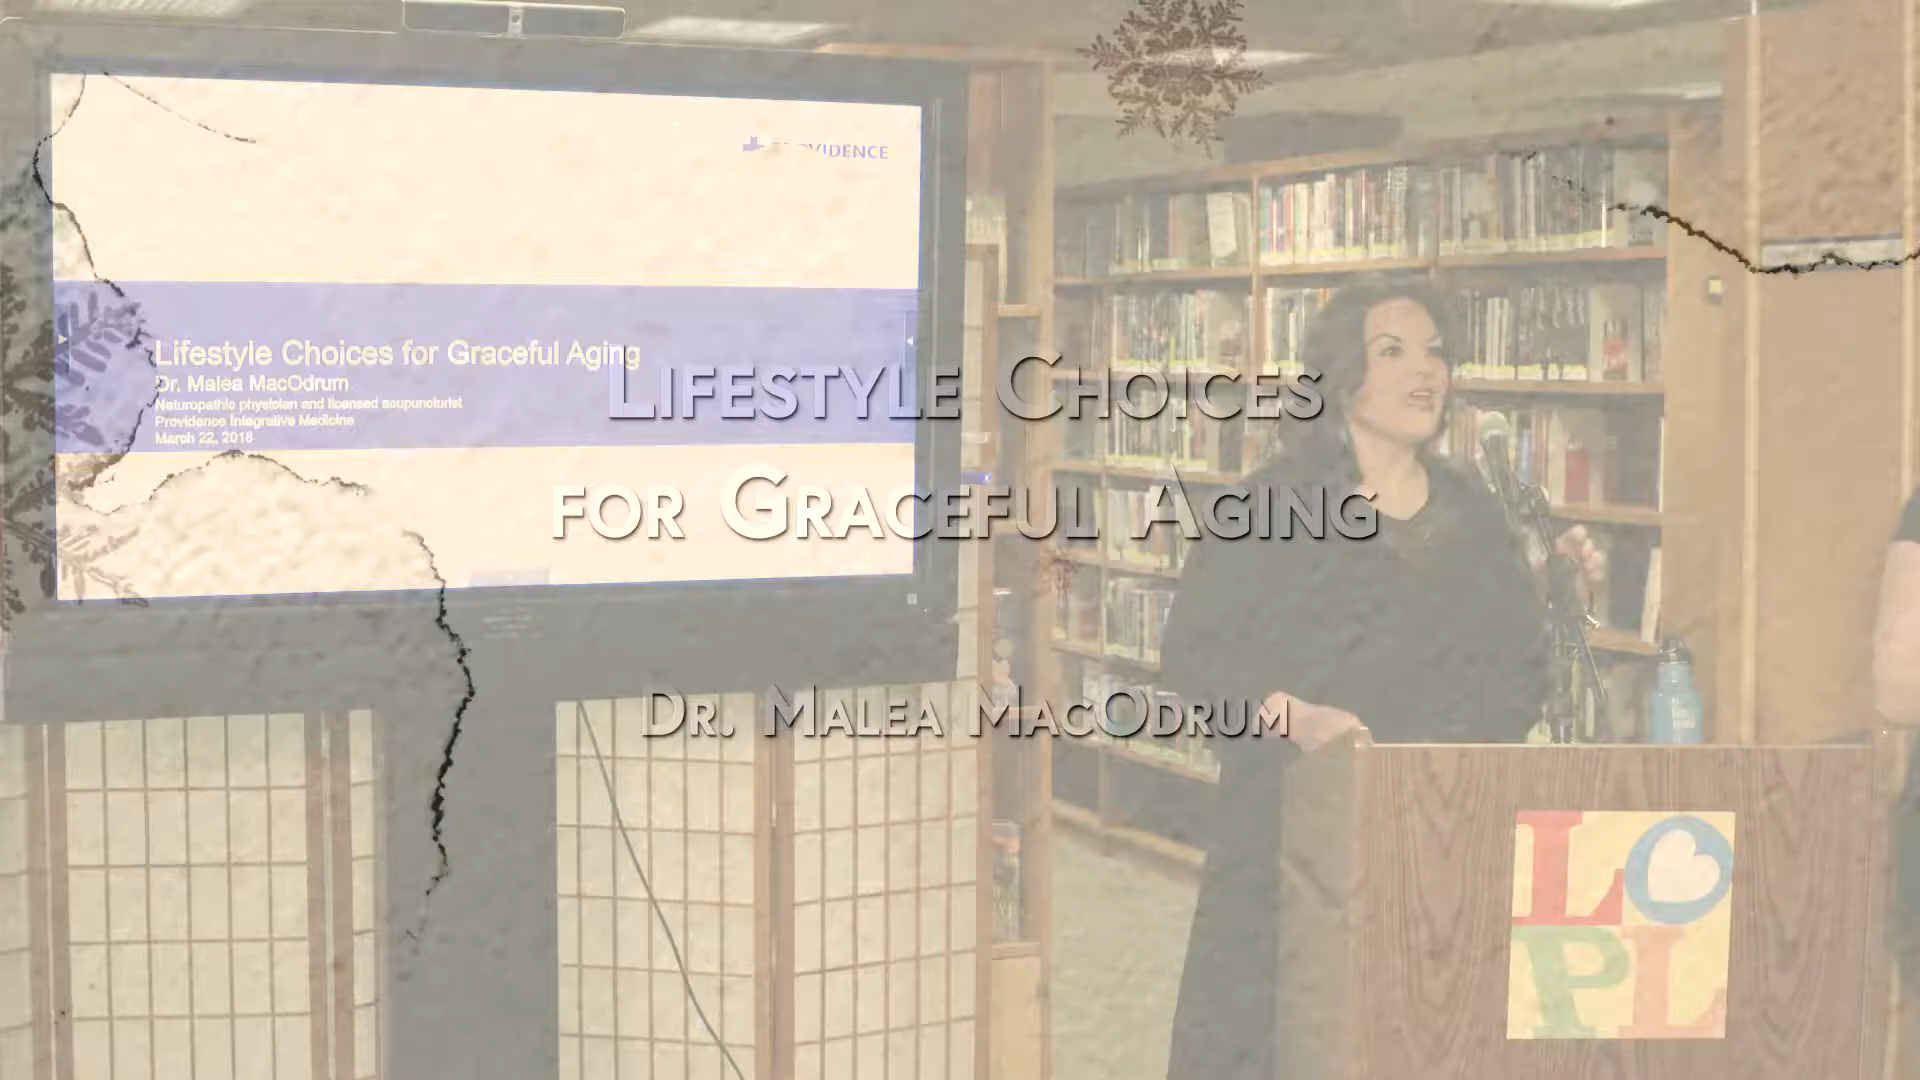 PROVIDENCE
Lifestyle Choices for Graceful Aging
Dr. Malea MacOdrum
Naturopathic physician and licensed acupuncturist
Providence Integrative Medicine
March 22, 2018
Lifestyle Choices
for Graceful Aging
Dr. Malea MacOdrum
LO
PL